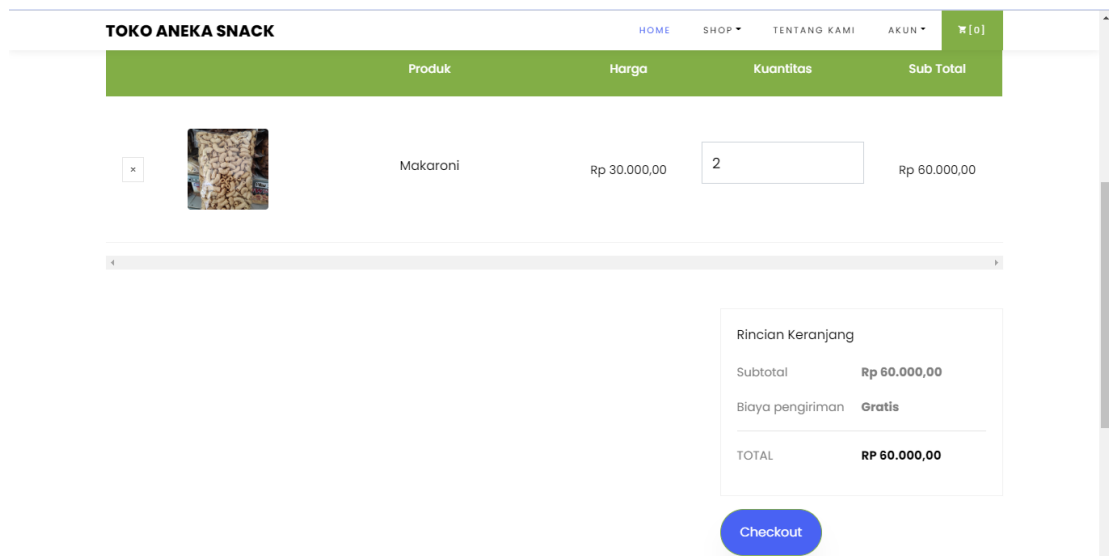 TOKO ANEKA SNACK HOME SHOP TENTANG KAMI AKUN [0]
Produk Harga Kuantitas Sub Total
× Makaroni Rp 30.000,00 2 Rp 60.000,00
Rincian Keranjang
Subtotal Rp 60.000,00
Biaya pengiriman Gratis
TOTAL RP 60.000,00
Checkout